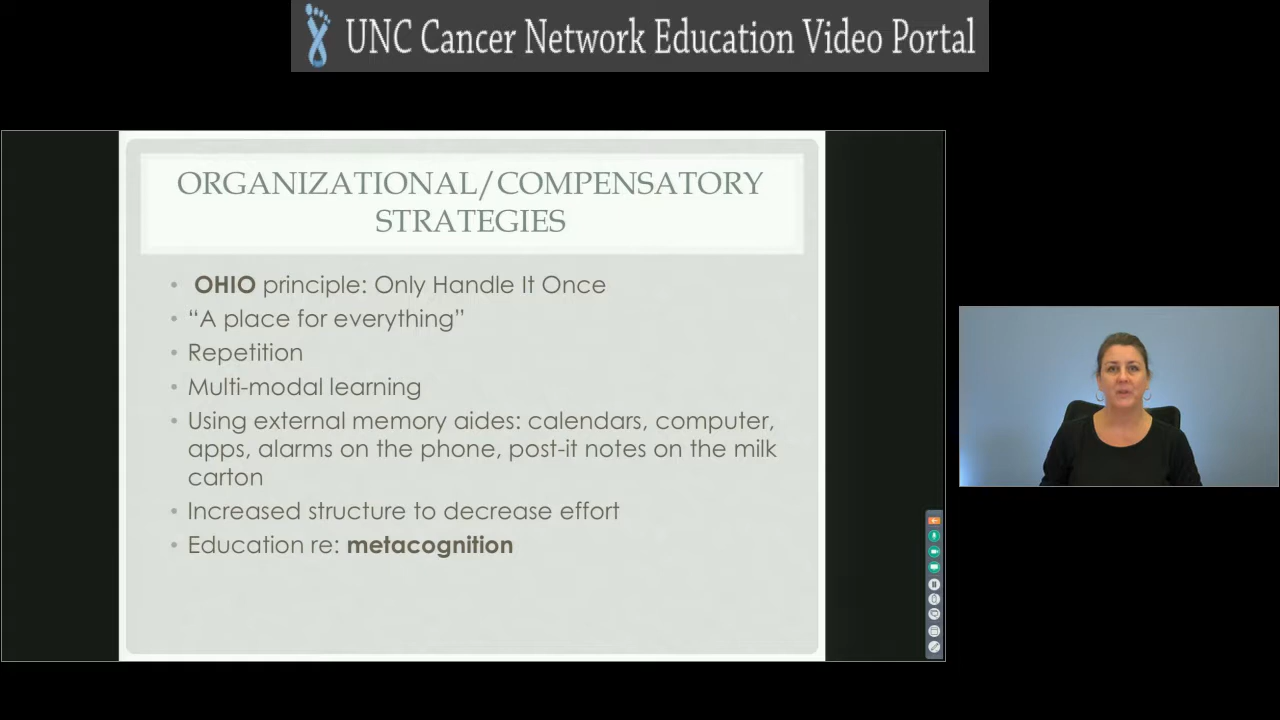 UNC Cancer Network Education Video Portal
ORGANIZATIONAL/COMPENSATORY
STRATEGIES
• OHIO principle: Only Handle It Once
• “A place for everything”
• Repetition
• Multi-modal learning
• Using external memory aides: calendars, computer,
apps, alarms on the phone, post-it notes on the milk
carton
• Increased structure to decrease effort
• Education re: metacognition